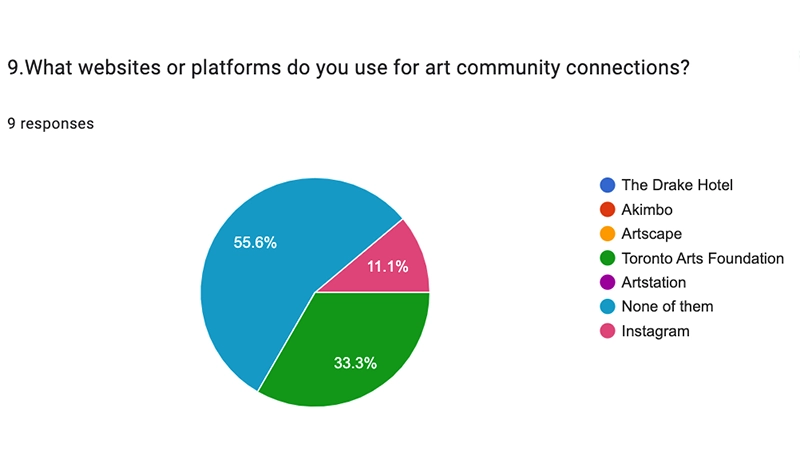 9.What websites or platforms do you use for art community connections?
9 responses
55.6%
11.1%
33.3%
The Drake Hotel
Akimbo
Artscape
Toronto Arts Foundation
Artstation
None of them
Instagram